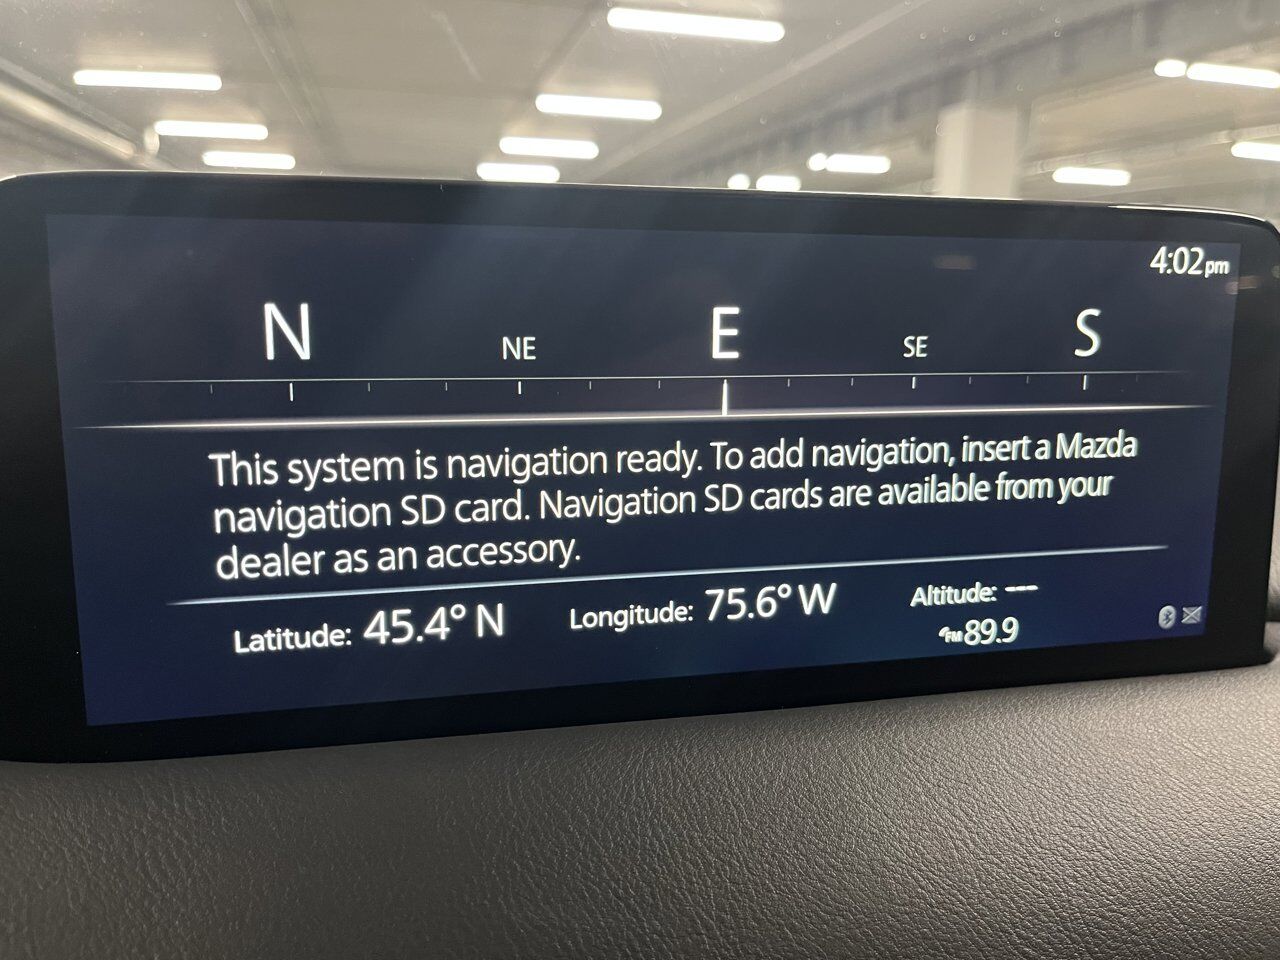 4:02pm
N NE E SE S
This system is navigation ready. To add navigation, insert a Mazda
navigation SD card. Navigation SD cards are available from your
dealer as an accessory.
Latitude: 45.4° N Longitude: 75.6° W Altitude: ---
FM 89.9